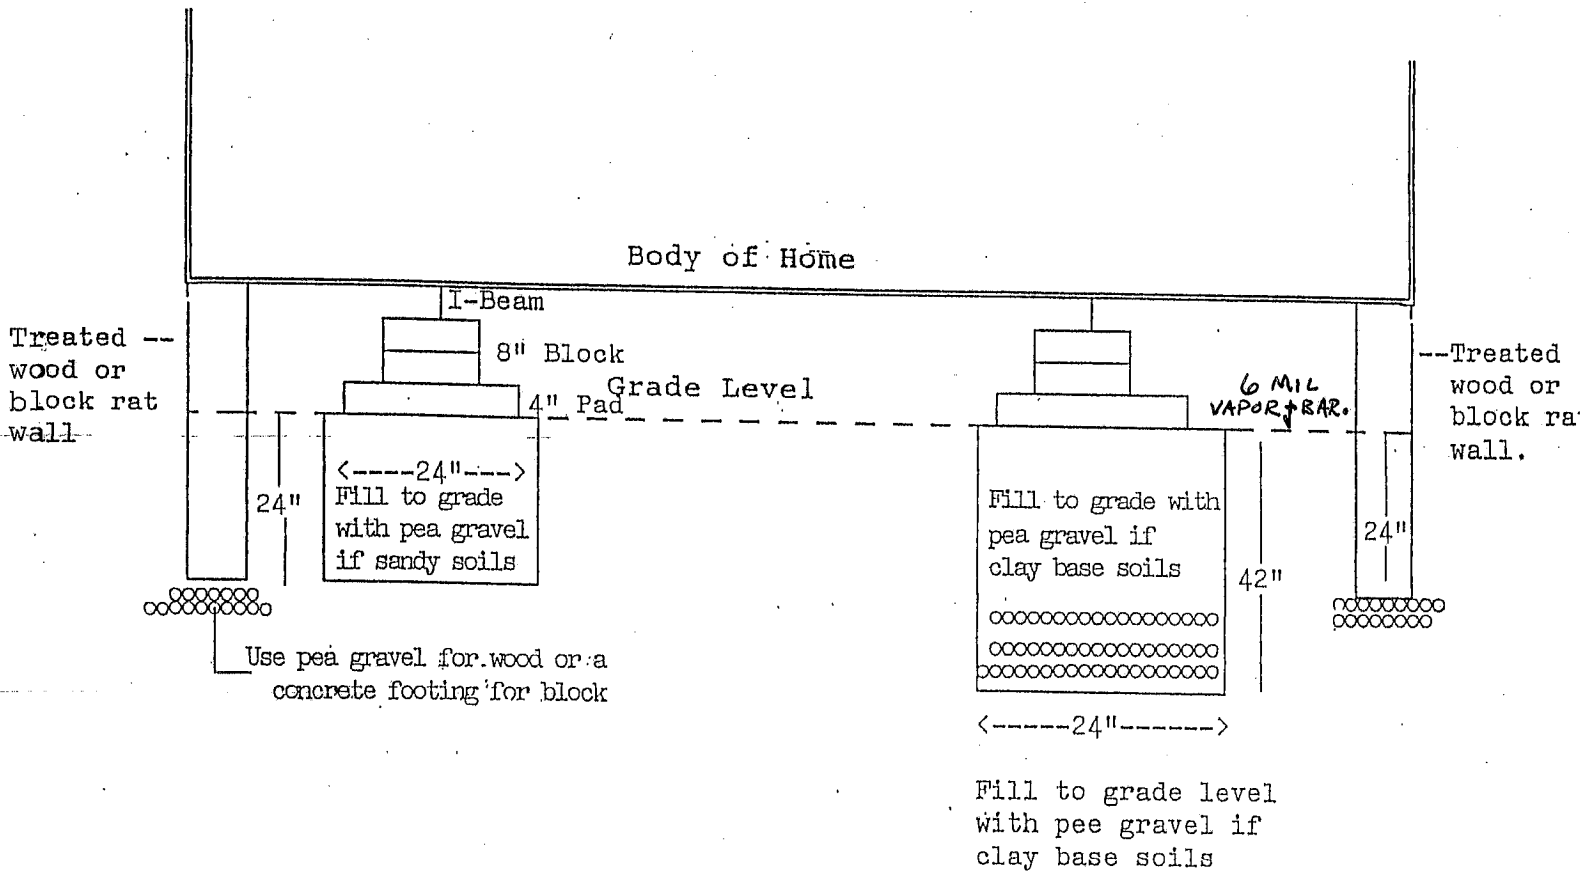 Body of Home
I-Beam
Treated --
wood or
block rat
wall
8" Block
Grade Level
4" Pad
6 MIL
VAPOR BAR.
--Treated
wood or
block rat
wall.
24"
<----24"--->
Fill to grade
with pea gravel
if sandy soils
Fill to grade with
pea gravel if
clay base soils
42"
24"
Use pea gravel for wood or a
concrete footing for block
<-----24"------>
Fill to grade level
with pee gravel if
clay base soils